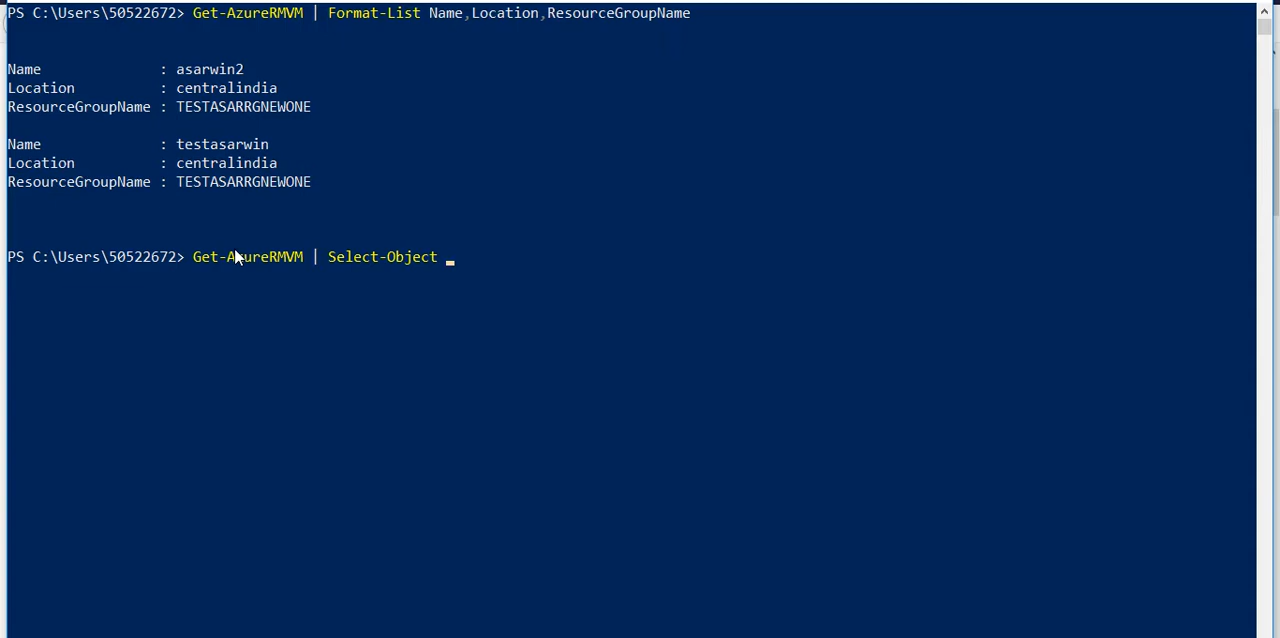 PS C:\Users\50522672> Get-AzureRMVM | Format-List Name,Location,ResourceGroupName
Name : asarwin2
Location : centralindia
ResourceGroupName : TESTASARRGNEWONE
Name : testasarwin
Location : centralindia
ResourceGroupName : TESTASARRGNEWONE
PS C:\Users\50522672> Get-AzureRMVM | Select-Object